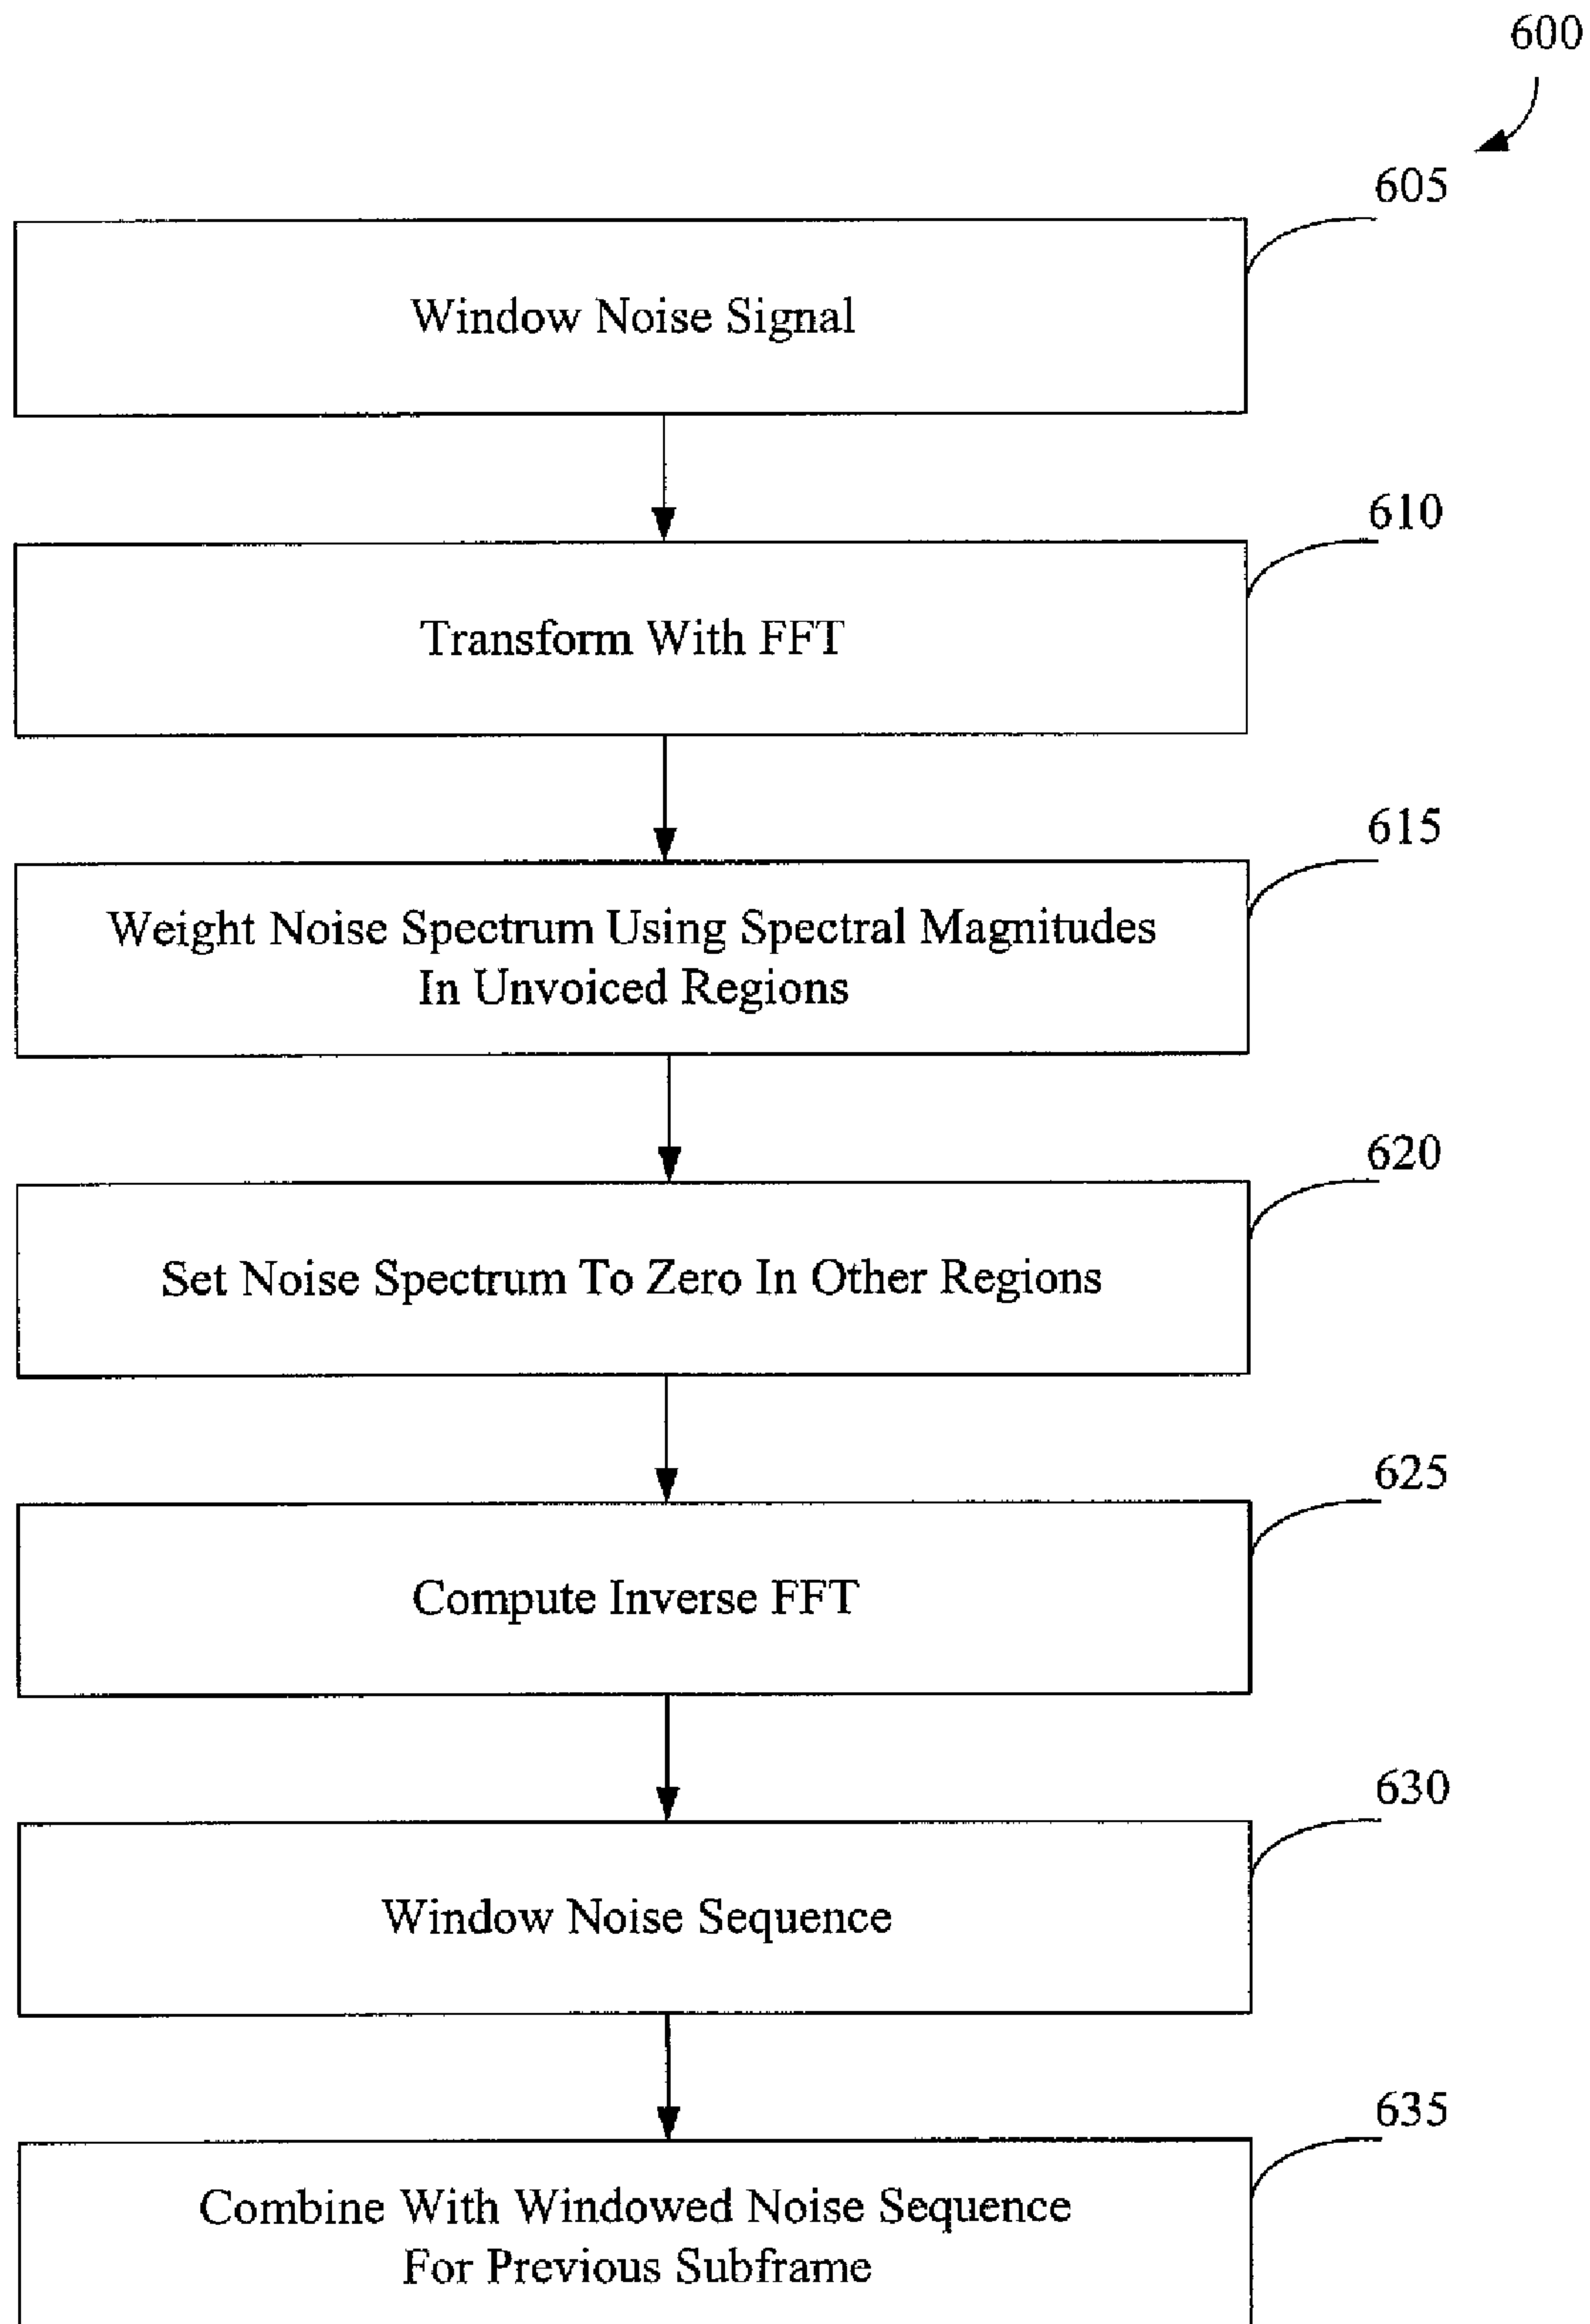 600
605
Window Noise Signal
610
Transform With FFT
615
Weight Noise Spectrum Using Spectral Magnitudes
In Unvoiced Regions
620
Set Noise Spectrum To Zero In Other Regions
625
Compute Inverse FFT
630
Window Noise Sequence
635
Combine With Windowed Noise Sequence
For Previous Subframe